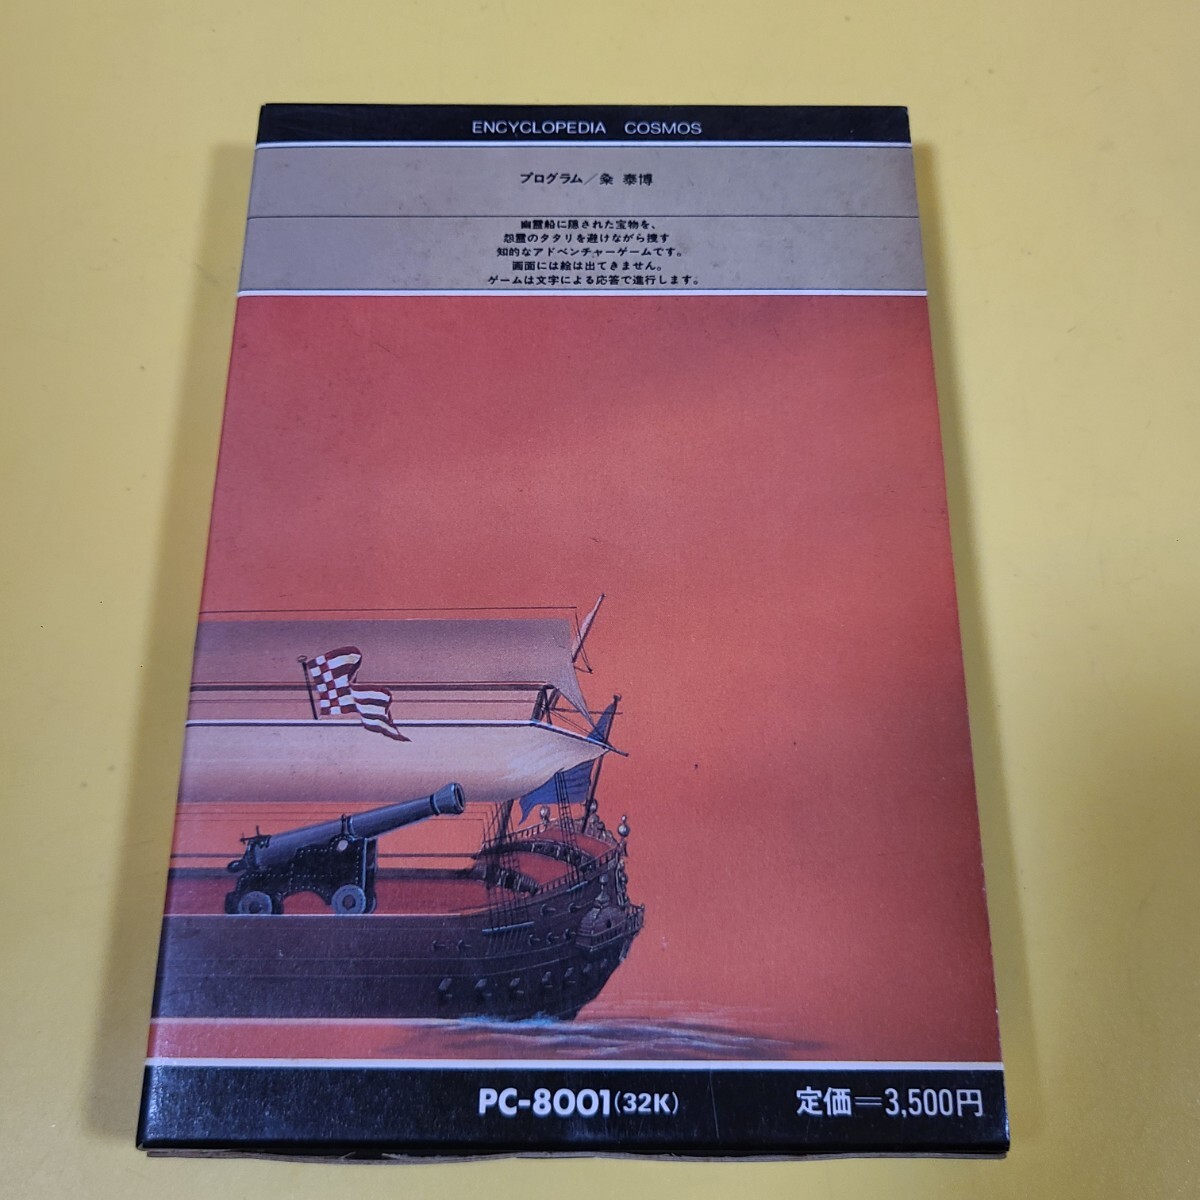 ENCYCLOPEDIA COSMOS
プログラム／粂 泰博
幽霊船に隠された宝物を、
怨霊のタタリを避けながら捜す
知的なアドベンチャーゲームです。
画面には絵は出てきません。
ゲームは文字による応答で進行します。
PC-8001(32K)
定価=3,500円